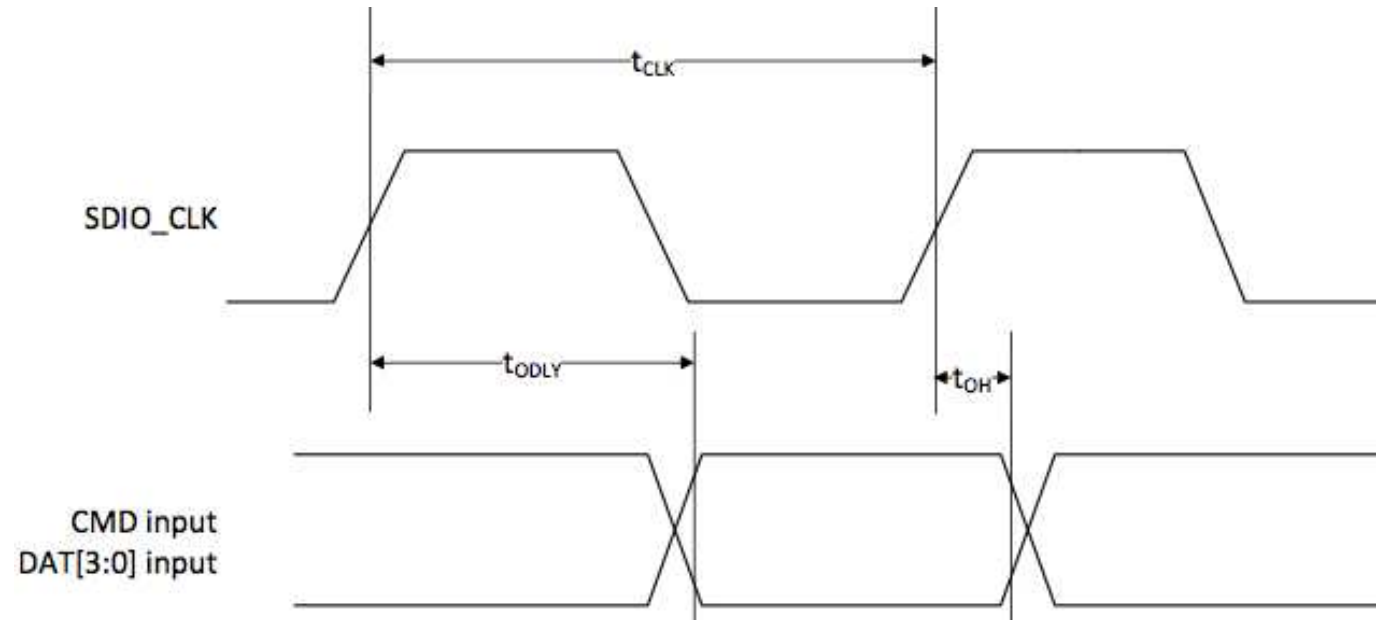 tCLK
SDIO_CLK
tODLY
tOH
CMD input
DAT[3:0] input